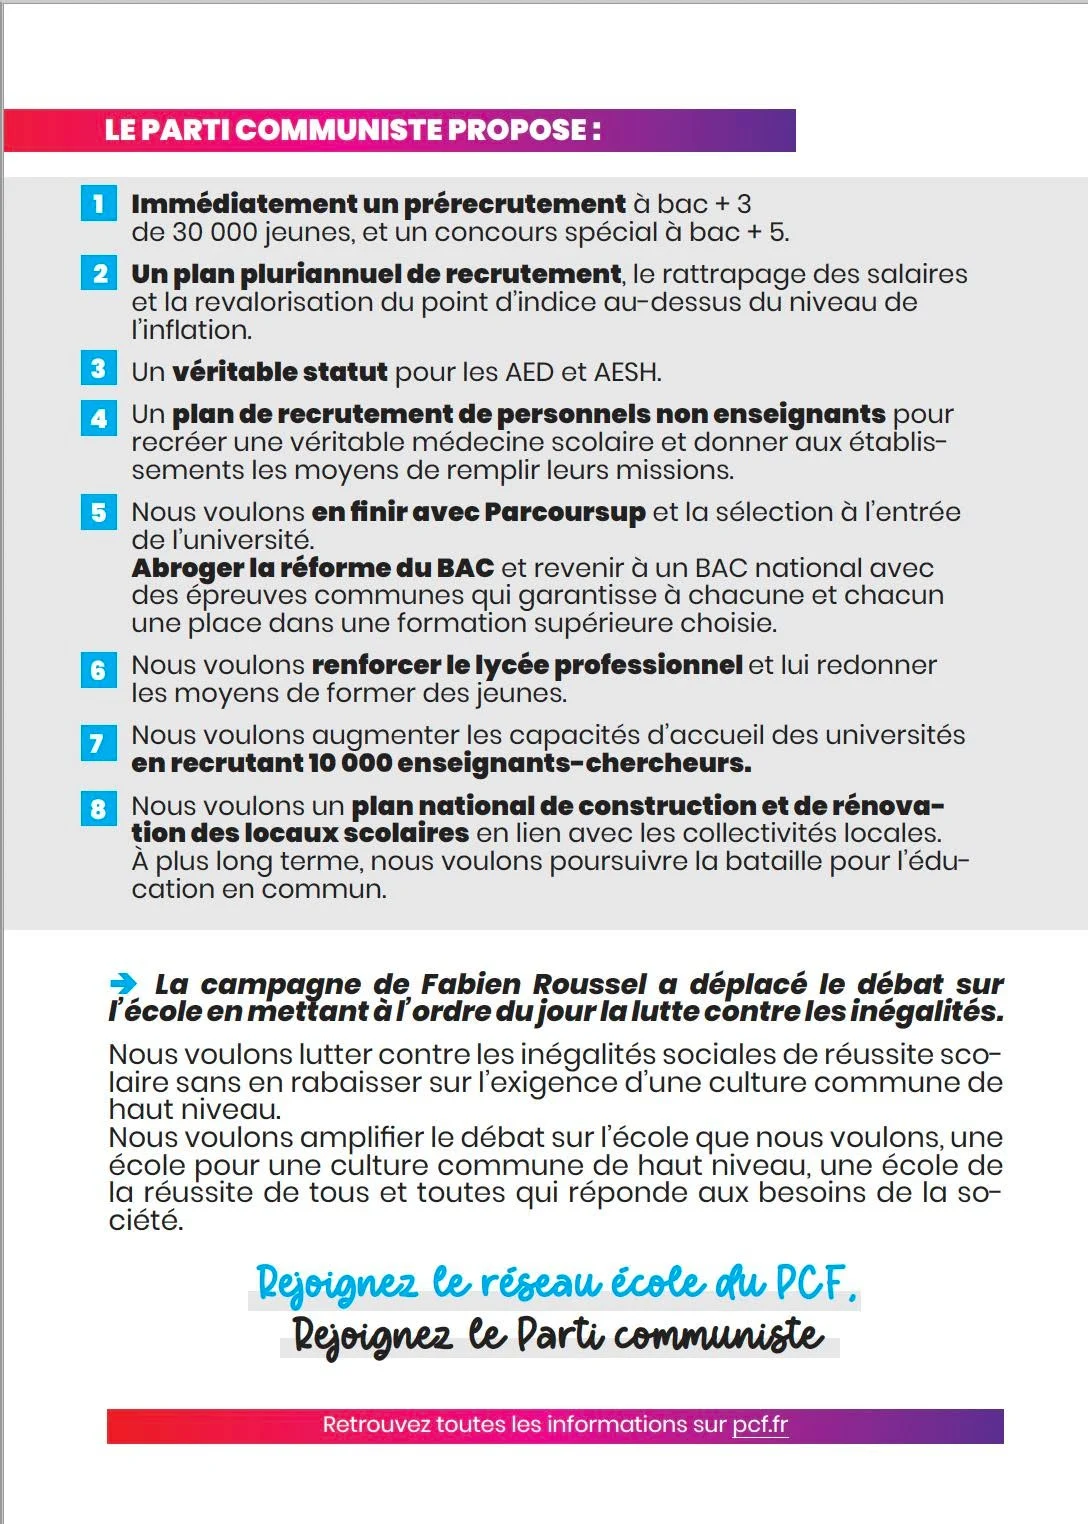 LE PARTI COMMUNISTE PROPOSE :
1 Immédiatement un prérecrutement à bac + 3
de 30 000 jeunes, et un concours spécial à bac + 5.
2 Un plan pluriannuel de recrutement, le rattrapage des salaires
et la revalorisation du point d’indice au-dessus du niveau de
l’inflation.
3 Un véritable statut pour les AED et AESH.
4 Un plan de recrutement de personnels non enseignants pour
recréer une véritable médecine scolaire et donner aux établis-
sements les moyens de remplir leurs missions.
5 Nous voulons en finir avec Parcoursup et la sélection à l’entrée
de l’université.
Abroger la réforme du BAC et revenir à un BAC national avec
des épreuves communes qui garantisse à chacune et chacun
une place dans une formation supérieure choisie.
6 Nous voulons renforcer le lycée professionnel et lui redonner
les moyens de former des jeunes.
7 Nous voulons augmenter les capacités d’accueil des universités
en recrutant 10 000 enseignants-chercheurs.
8 Nous voulons un plan national de construction et de rénova-
tion des locaux scolaires en lien avec les collectivités locales.
À plus long terme, nous voulons poursuivre la bataille pour l’édu-
cation en commun.
➔ La campagne de Fabien Roussel a déplacé le débat sur
l’école en mettant à l’ordre du jour la lutte contre les inégalités.
Nous voulons lutter contre les inégalités sociales de réussite sco-
laire sans en rabaisser sur l’exigence d’une culture commune de
haut niveau.
Nous voulons amplifier le débat sur l’école que nous voulons, une
école pour une culture commune de haut niveau, une école de
la réussite de tous et toutes qui réponde aux besoins de la so-
ciété.
Rejoignez le réseau école du PCF,
Rejoignez le Parti communiste
Retrouvez toutes les informations sur pcf.fr